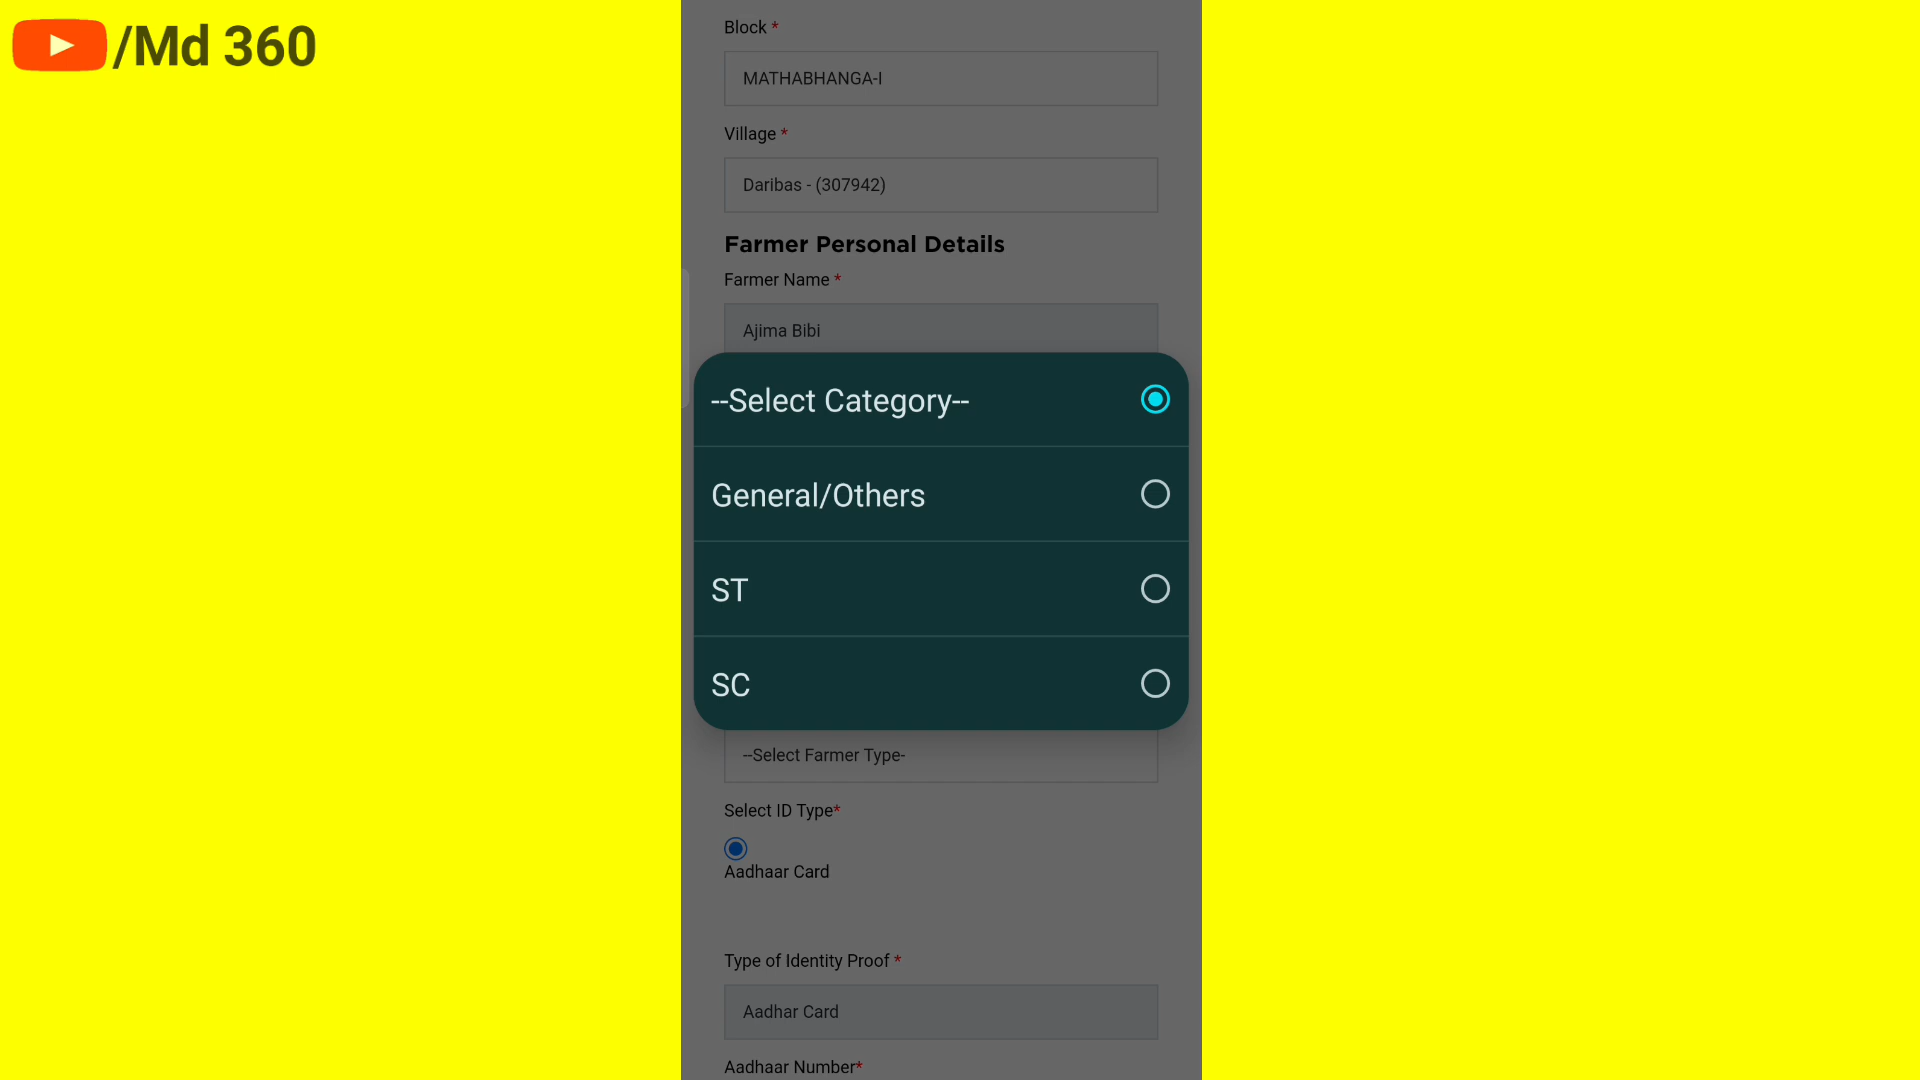 /Md 360
Block *
MATHABHANGA-I
Village *
Daribas - (307942)
Farmer Personal Details
Farmer Name *
Ajima Bibi
--Select Category--
General/Others
ST
SC
--Select Farmer Type-
Select ID Type*
Aadhaar Card
Type of Identity Proof *
Aadhar Card
Aadhaar Number*